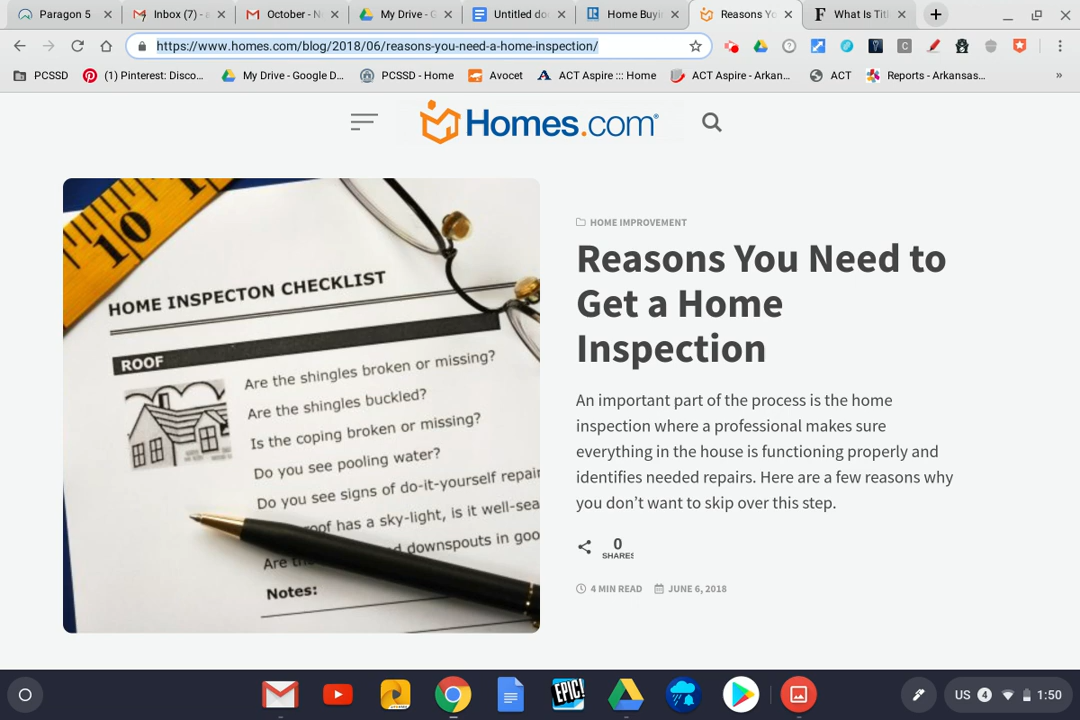 Paragon 5
Inbox (7) - a
October - N
My Drive - G
Untitled do
Home Buyi
Reasons Yo
What Is Titl
https://www.homes.com/blog/2018/06/reasons-you-need-a-home-inspection/
PCSSD
(1) Pinterest: Disco...
My Drive - Google D...
PCSSD - Home
Avocet
ACT Aspire ::: Home
ACT Aspire - Arkan...
ACT
Reports - Arkansas...
»
Homes.com®
10
HOME INSPECTON CHECKLIST
ROOF
Are the shingles broken or missing?
Are the shingles buckled?
Is the coping broken or missing?
Do you see pooling water?
Do you see signs of do-it-yourself repair
roof has a sky-light, is it well-sea
d downspouts in goo
Are th
Notes:
HOME IMPROVEMENT
Reasons You Need to
Get a Home
Inspection
An important part of the process is the home
inspection where a professional makes sure
everything in the house is functioning properly and
identifies needed repairs. Here are a few reasons why
you don't want to skip over this step.
0
SHARES
4 MIN READ JUNE 6, 2018
EPIC!
US 4 1:50